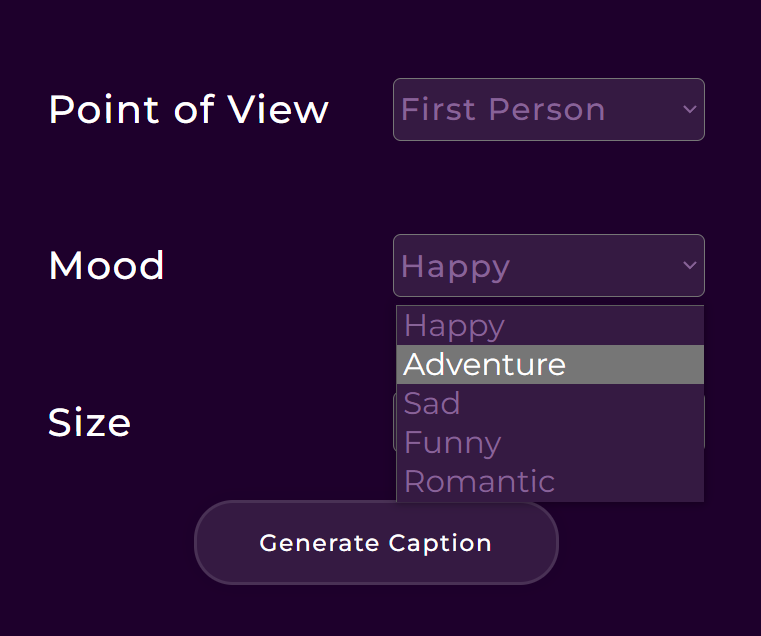 Point of View
First Person
Mood
Happy
Happy
Adventure
Size
Sad
Funny
Romantic
Generate Caption